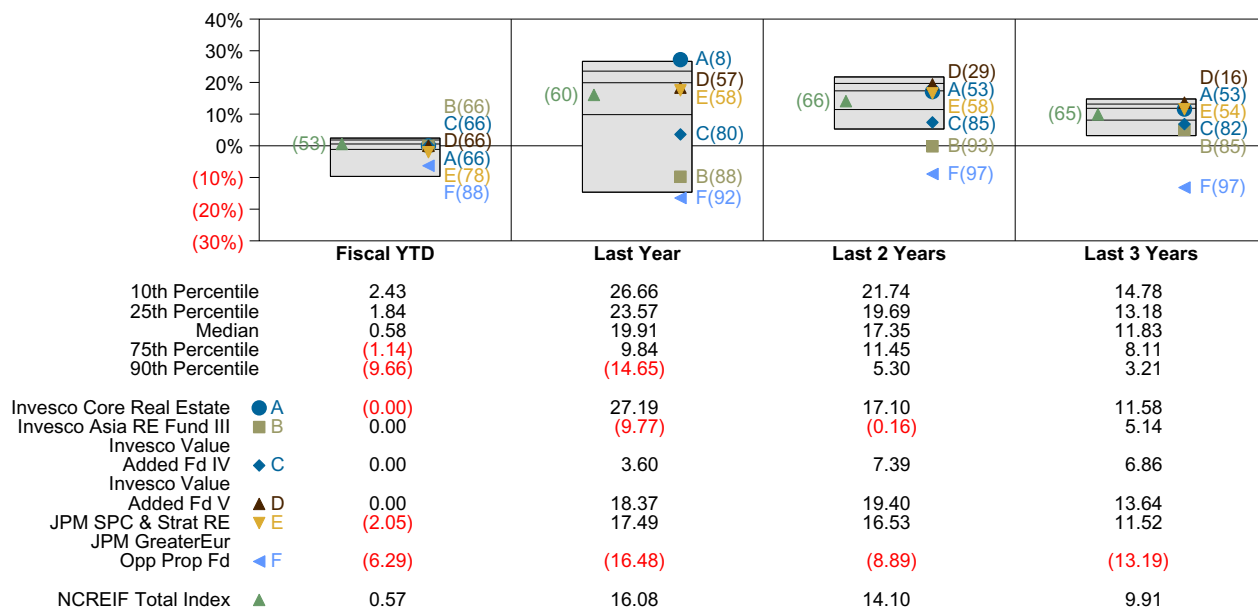 40%
30%
20%
10%
0%
(10%)
(20%)
(30%)
(53)
B(66)
C(66)
D(66)
A(66)
E(78)
F(88)
(60)
A(8)
D(57)
E(58)
C(80)
B(88)
F(92)
(66)
D(29)
A(53)
E(58)
C(85)
B(93)
F(97)
(65)
D(16)
A(53)
E(54)
C(82)
B(85)
F(97)
Fiscal YTD Last Year Last 2 Years Last 3 Years
10th Percentile 2.43 26.66 21.74 14.78
25th Percentile 1.84 23.57 19.69 13.18
Median 0.58 19.91 17.35 11.83
75th Percentile (1.14) 9.84 11.45 8.11
90th Percentile (9.66) (14.65) 5.30 3.21
Invesco Core Real Estate A (0.00) 27.19 17.10 11.58
Invesco Asia RE Fund III B 0.00 (9.77) (0.16) 5.14
Invesco Value
Added Fd IV C 0.00 3.60 7.39 6.86
Invesco Value
Added Fd V D 0.00 18.37 19.40 13.64
JPM SPC & Strat RE E (2.05) 17.49 16.53 11.52
JPM GreaterEur
Opp Prop Fd F (6.29) (16.48) (8.89) (13.19)
NCREIF Total Index 0.57 16.08 14.10 9.91